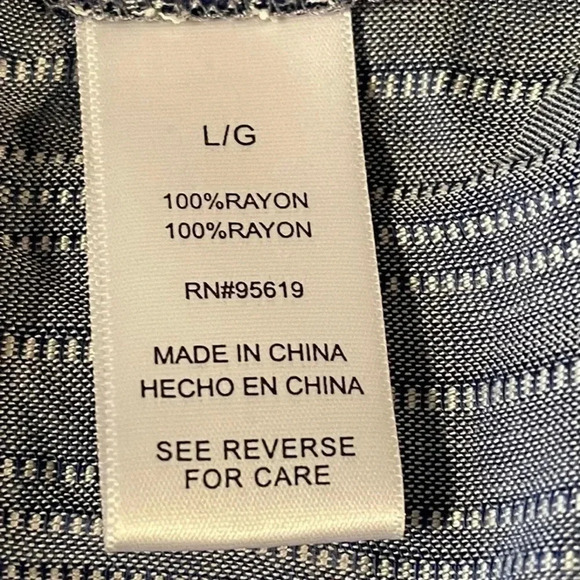 L/G
100%RAYON
100%RAYON
RN#95619
MADE IN CHINA
HECHO EN CHINA
SEE REVERSE
FOR CARE